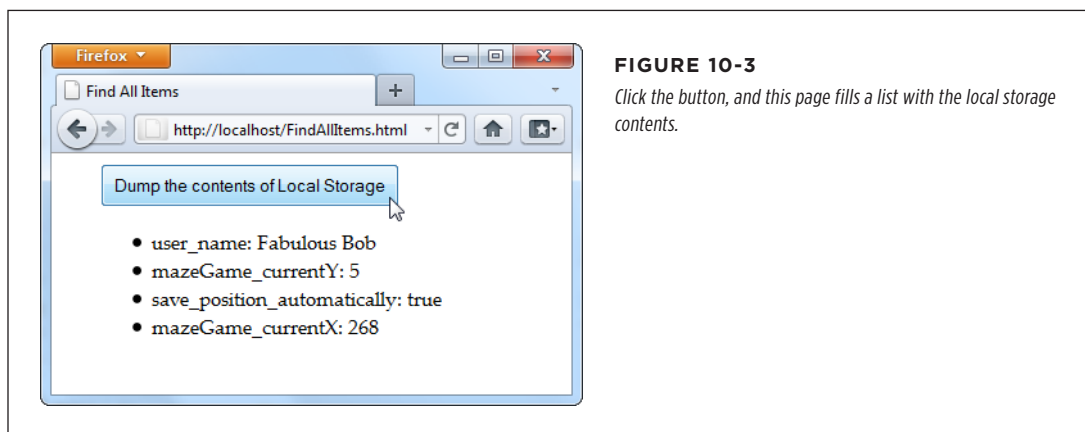 Firefox
Find All Items
http://localhost/FindAllItems.html
Dump the contents of Local Storage
• user_name: Fabulous Bob
• mazeGame_currentY: 5
• save_position_automatically: true
• mazeGame_currentX: 268
FIGURE 10-3
Click the button, and this page fills a list with the local storage
contents.